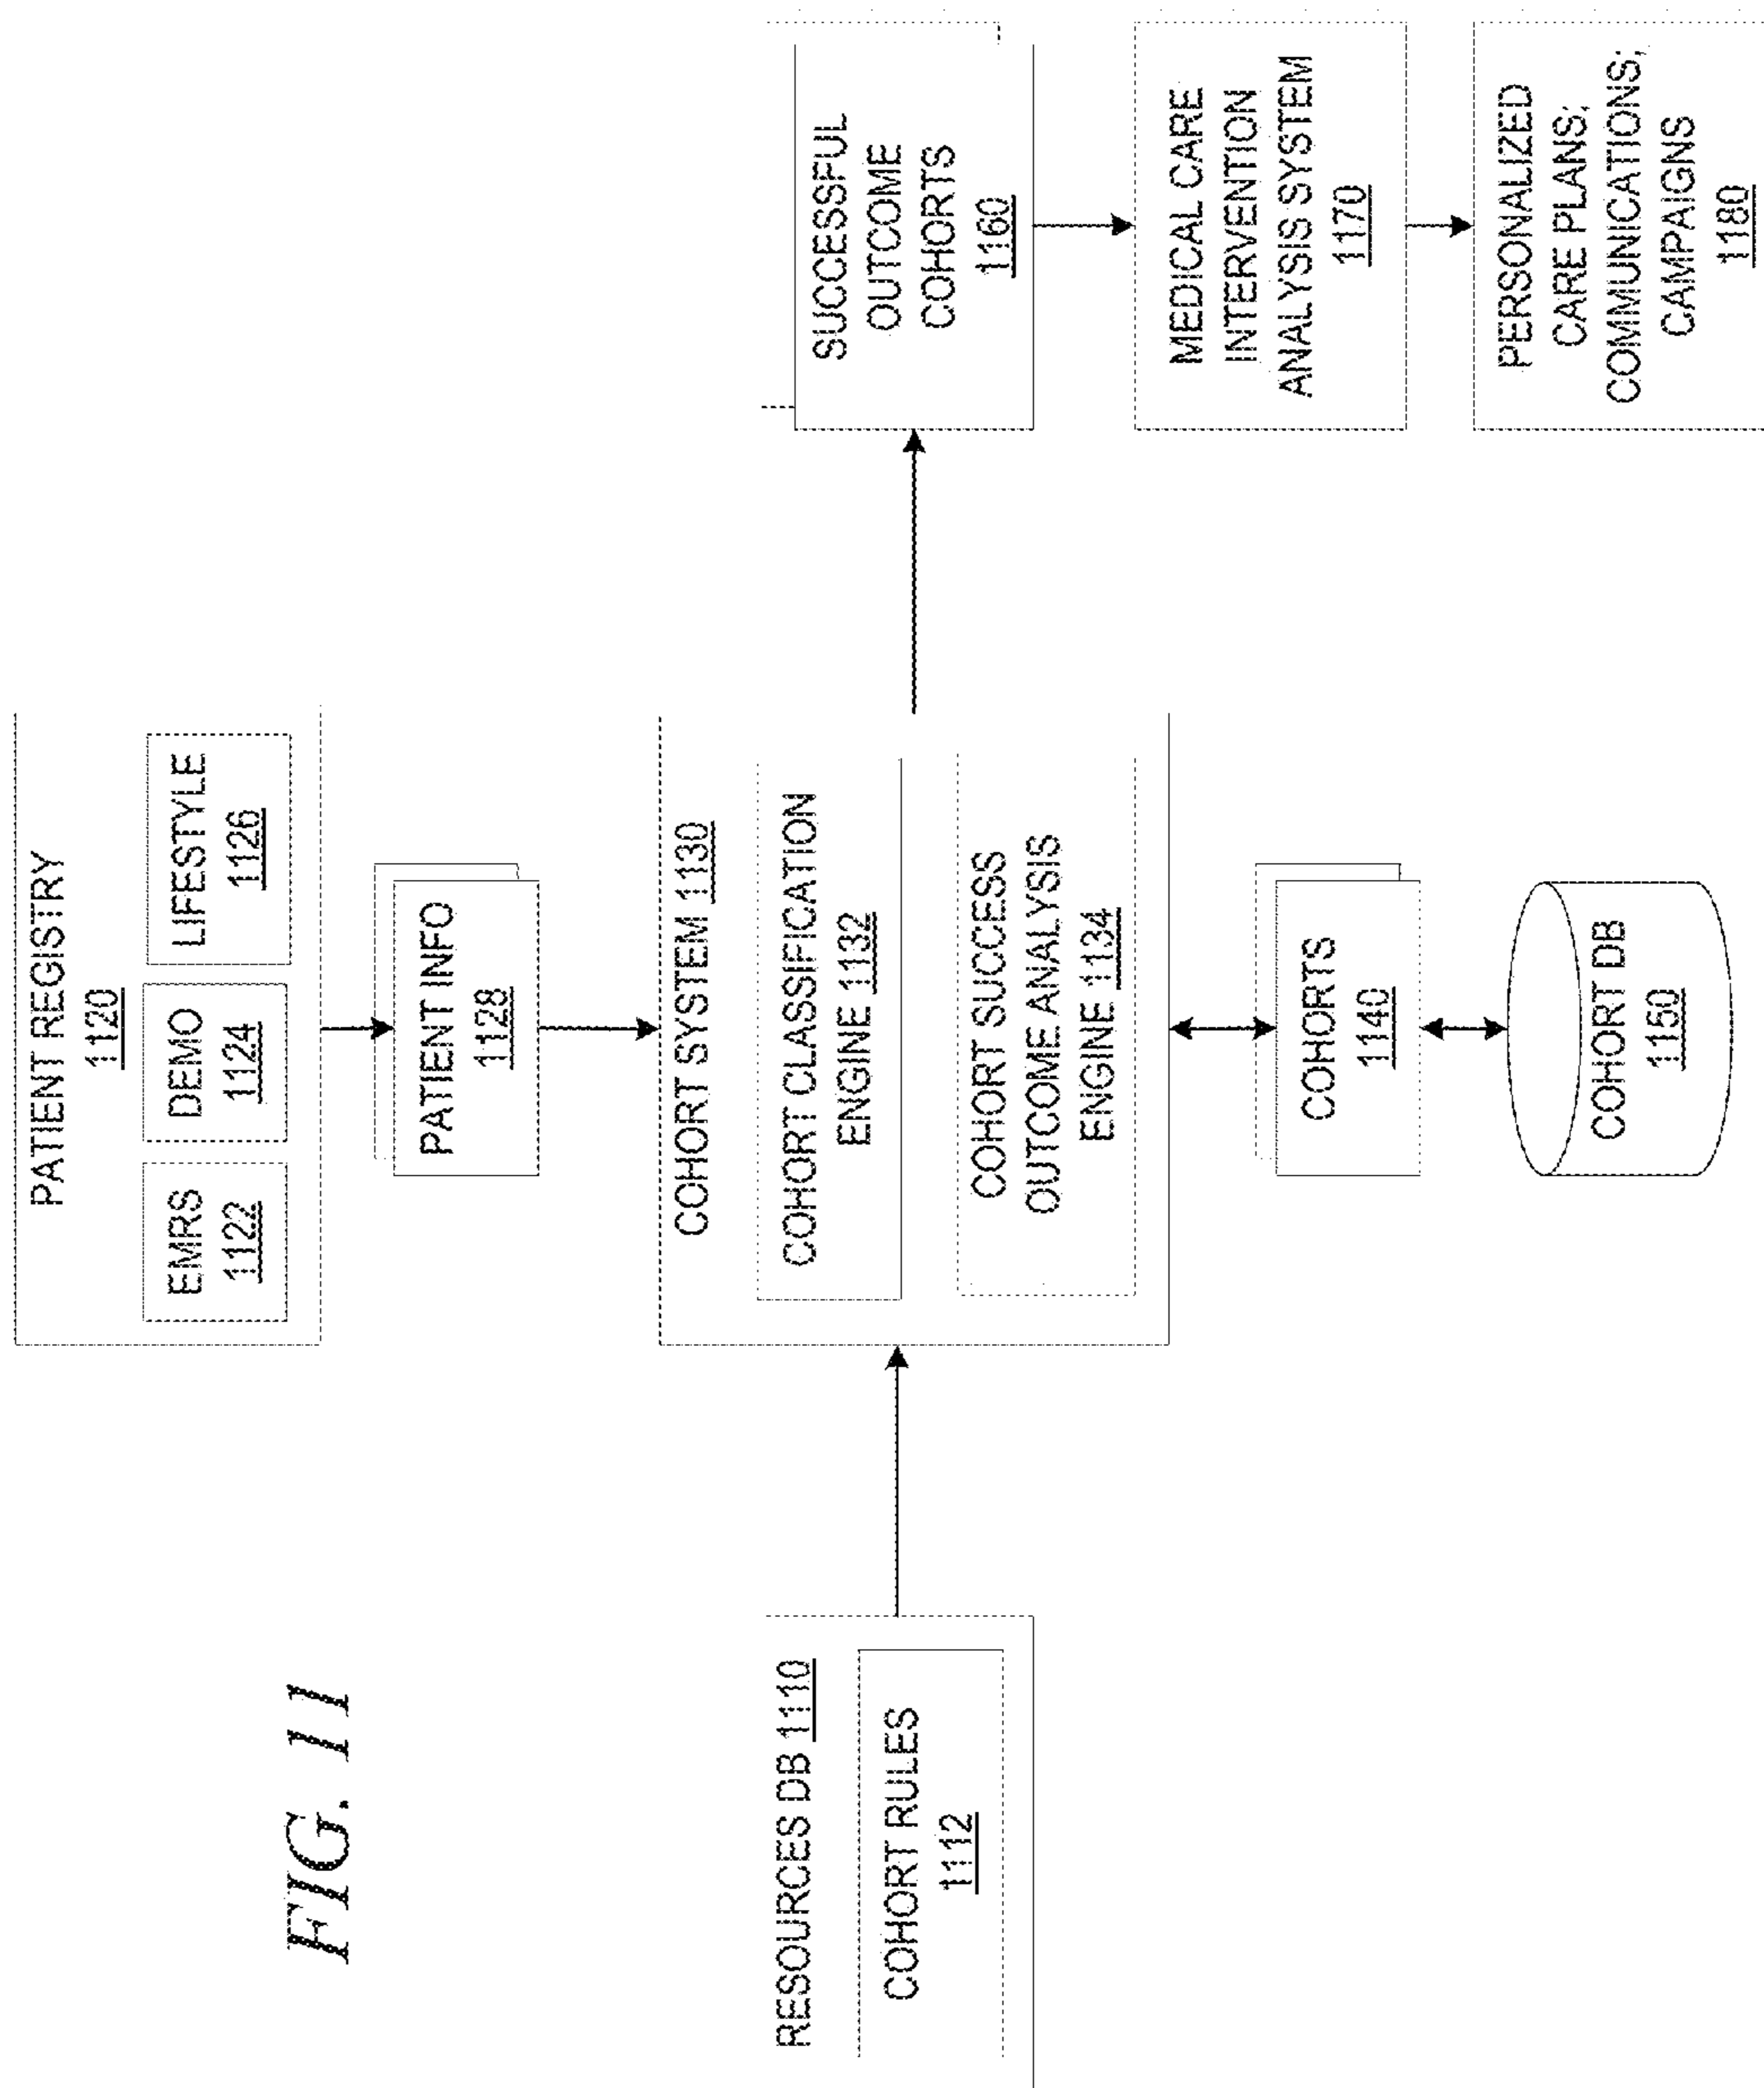 FIG. 11
PATIENT REGISTRY
1120
EMRS
1122
DEMO
1124
LIFESTYLE
1126
PATIENT INFO
1128
RESOURCES DB 1110
COHORT RULES
1112
COHORT SYSTEM 1130
COHORT CLASSIFICATION
ENGINE 1132
COHORT SUCCESS
OUTCOME ANALYSIS
ENGINE 1134
COHORTS
1140
COHORT DB
1150
SUCCESSFUL
OUTCOME
COHORTS
1160
MEDICAL CARE
INTERVENTION
ANALYSIS SYSTEM
1170
PERSONALIZED
CARE PLANS;
COMMUNICATIONS;
CAMPAIGNS
1180